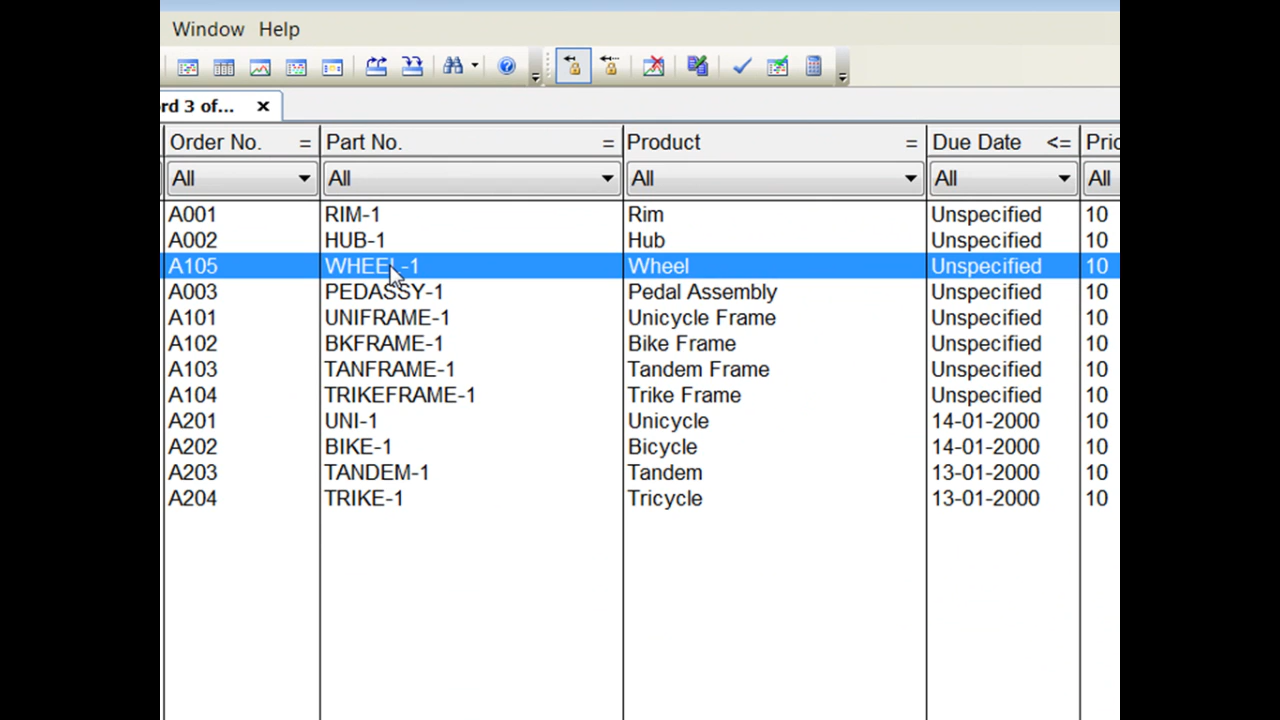 Window Help
rd 3 of...
Order No. = Part No. = Product = Due Date <= Pric
All All All All All
A001 RIM-1 Rim Unspecified 10
A002 HUB-1 Hub Unspecified 10
A105 WHEEL-1 Wheel Unspecified 10
A003 PEDASSY-1 Pedal Assembly Unspecified 10
A101 UNIFRAME-1 Unicycle Frame Unspecified 10
A102 BKFRAME-1 Bike Frame Unspecified 10
A103 TANFRAME-1 Tandem Frame Unspecified 10
A104 TRIKEFRAME-1 Trike Frame Unspecified 10
A201 UNI-1 Unicycle 14-01-2000 10
A202 BIKE-1 Bicycle 14-01-2000 10
A203 TANDEM-1 Tandem 13-01-2000 10
A204 TRIKE-1 Tricycle 13-01-2000 10